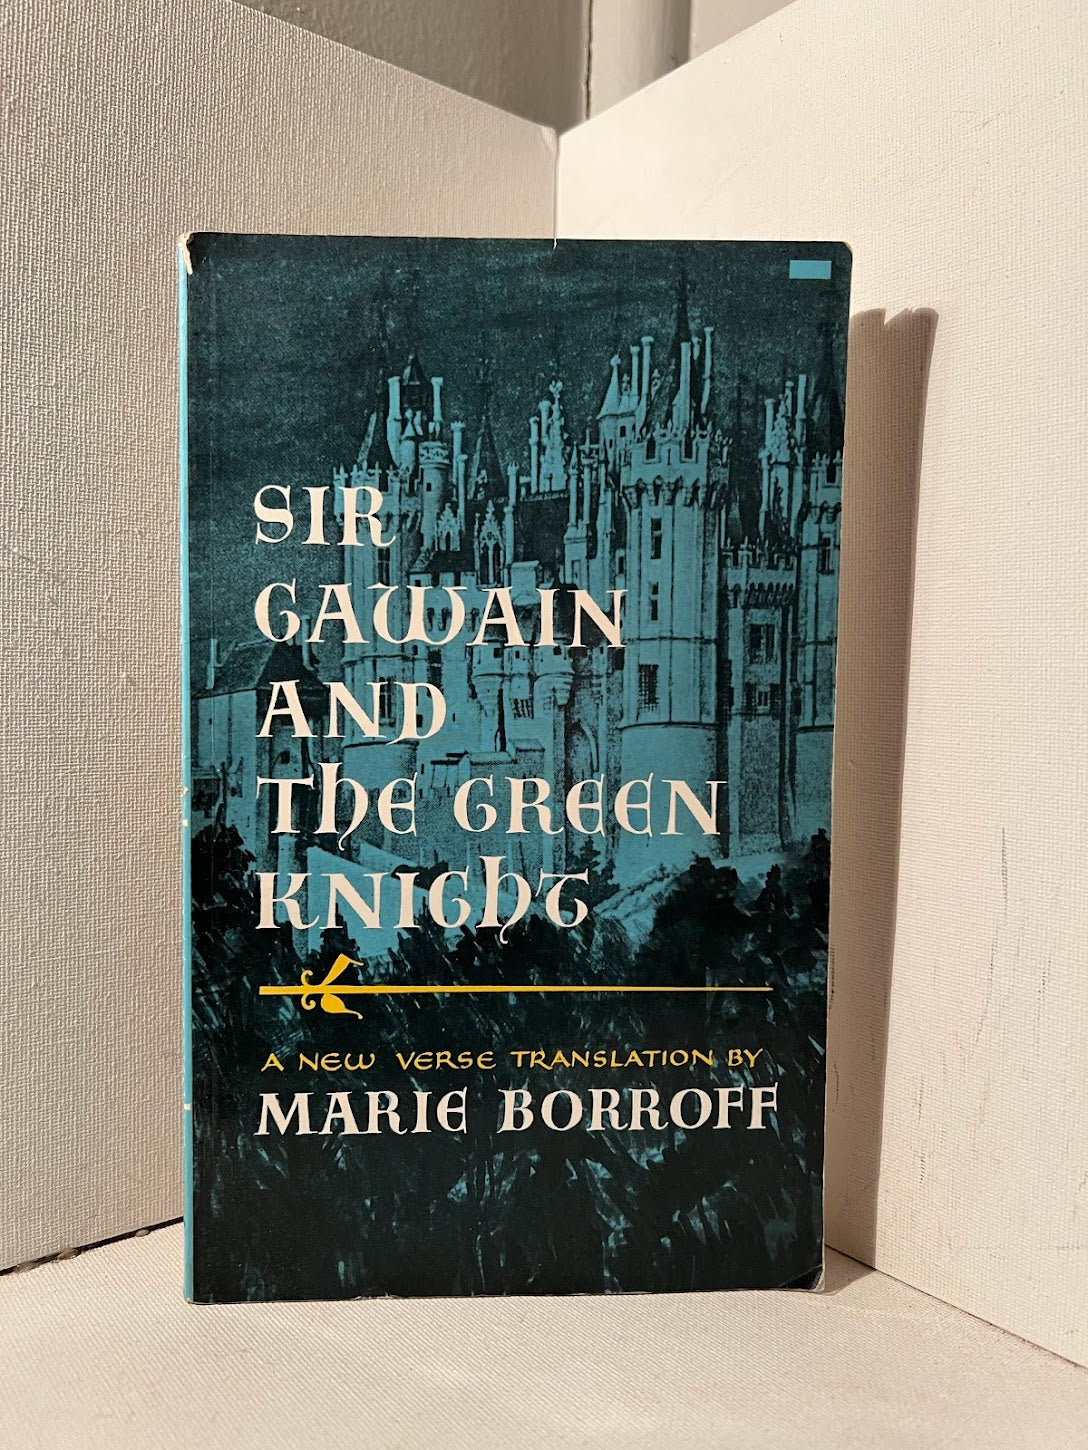 SIR
GAWAIN
AND
THE GREEN
KNIGHT
A NEW VERSE TRANSLATION BY
MARIE BORROFF